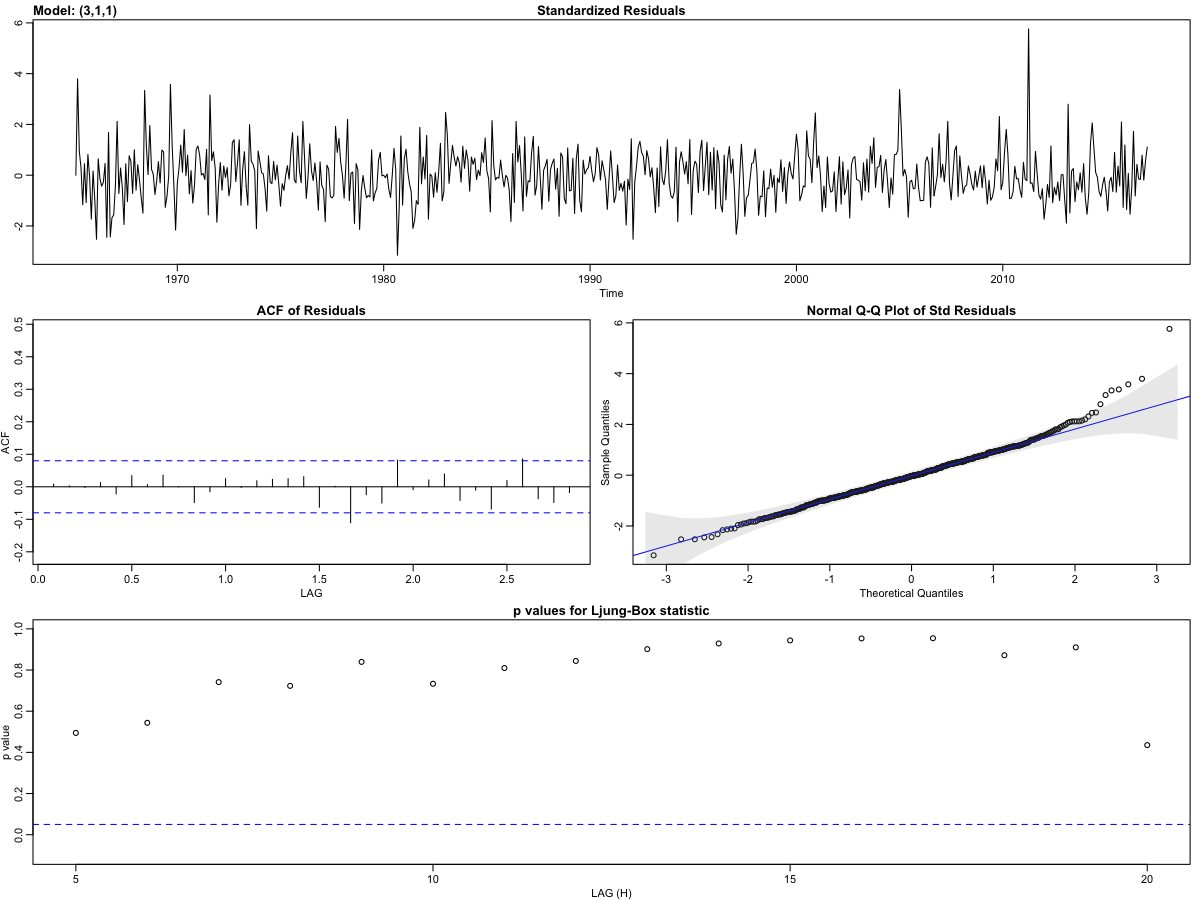 Model: (3,1,1)
Standardized Residuals
6
4
2
0
-2
1970 1980 1990 2000 2010
Time
ACF of Residuals
ACF
0.5
0.4
0.3
0.2
0.1
0.0
-0.1
-0.2
0.0 0.5 1.0 1.5 2.0 2.5
LAG
Normal Q-Q Plot of Std Residuals
Sample Quantiles
6
4
2
0
-2
-3 -2 -1 0 1 2 3
Theoretical Quantiles
p values for Ljung-Box statistic
p value
1.0
0.8
0.6
0.4
0.2
0.0
5 10 15 20
LAG (H)